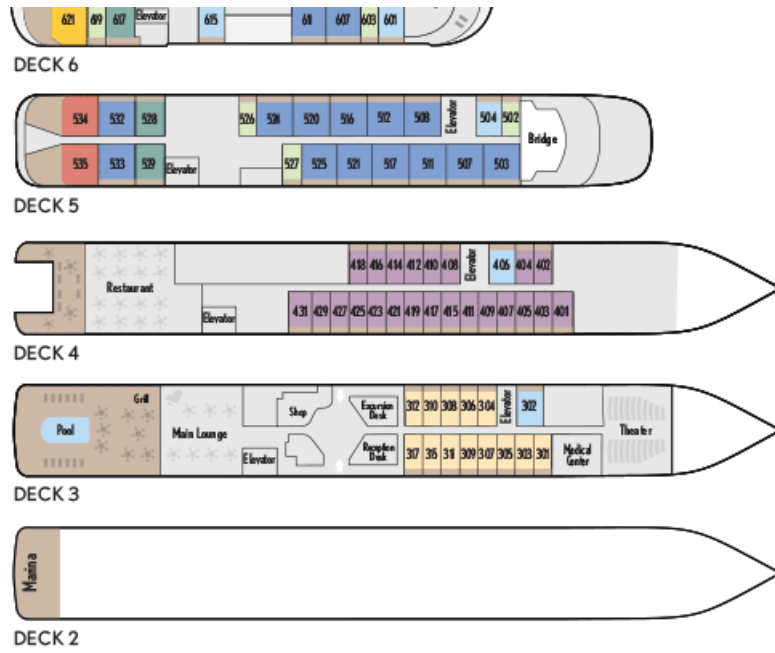 621 619 617 Elevator 615 611 607 603 601
DECK 6
534 532 528 526 524 520 516 512 508 Elevator 504 502
Bridge
535 533 529 Elevator 527 525 521 517 511 507 503
DECK 5
418 416 414 412 410 408 Elevator 406 404 402
Restaurant
Elevator 431 429 427 425 423 421 419 417 415 411 409 407 405 403 401
DECK 4
Grill
Shop
Excursion
Desk
312 310 308 306 304 Elevator 302
Pool
Main Lounge
Theater
Elevator
Reception
Desk
317 315 311 309 307 305 303 301
Medical
Center
DECK 3
Marina
DECK 2